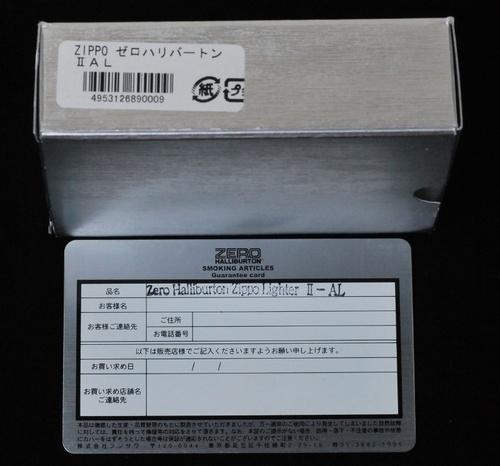 ZIPPO ゼロハリバートン
ⅡAL
4953126890009
紙
ZERO
HALLIBURTON
SMOKING ARTICLES
Guarantee card
品名 Zero Halliburton Zippo Lighter Ⅱ-AL
お客様名
お客様ご連絡先
ご住所
お電話番号
以下は販売店様でご記入くださいますようお願い申し上げます。
お買い求め日 / /
お買い求め店舗名
ご連絡先